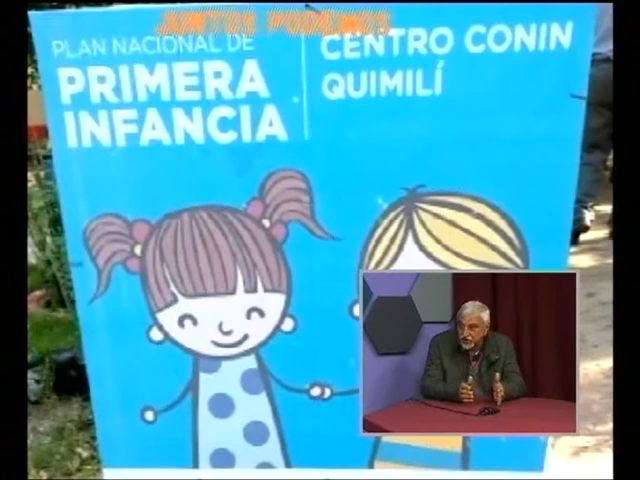 JUNTOS PODEMOS
PLAN NACIONAL DE
PRIMERA
INFANCIA
CENTRO CONIN
QUIMILÍ